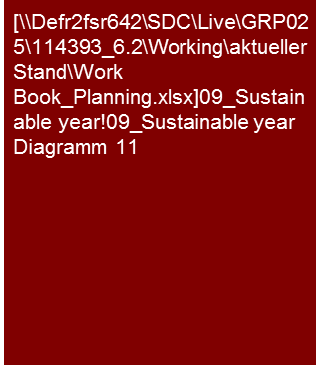 [\\Defr2fsr642\SDC\Live\GRP02
5\114393_6.2\Working\aktueller
Stand\Work
Book_Planning.xlsx]09_Sustain
able year!09_Sustainable year
Diagramm 11